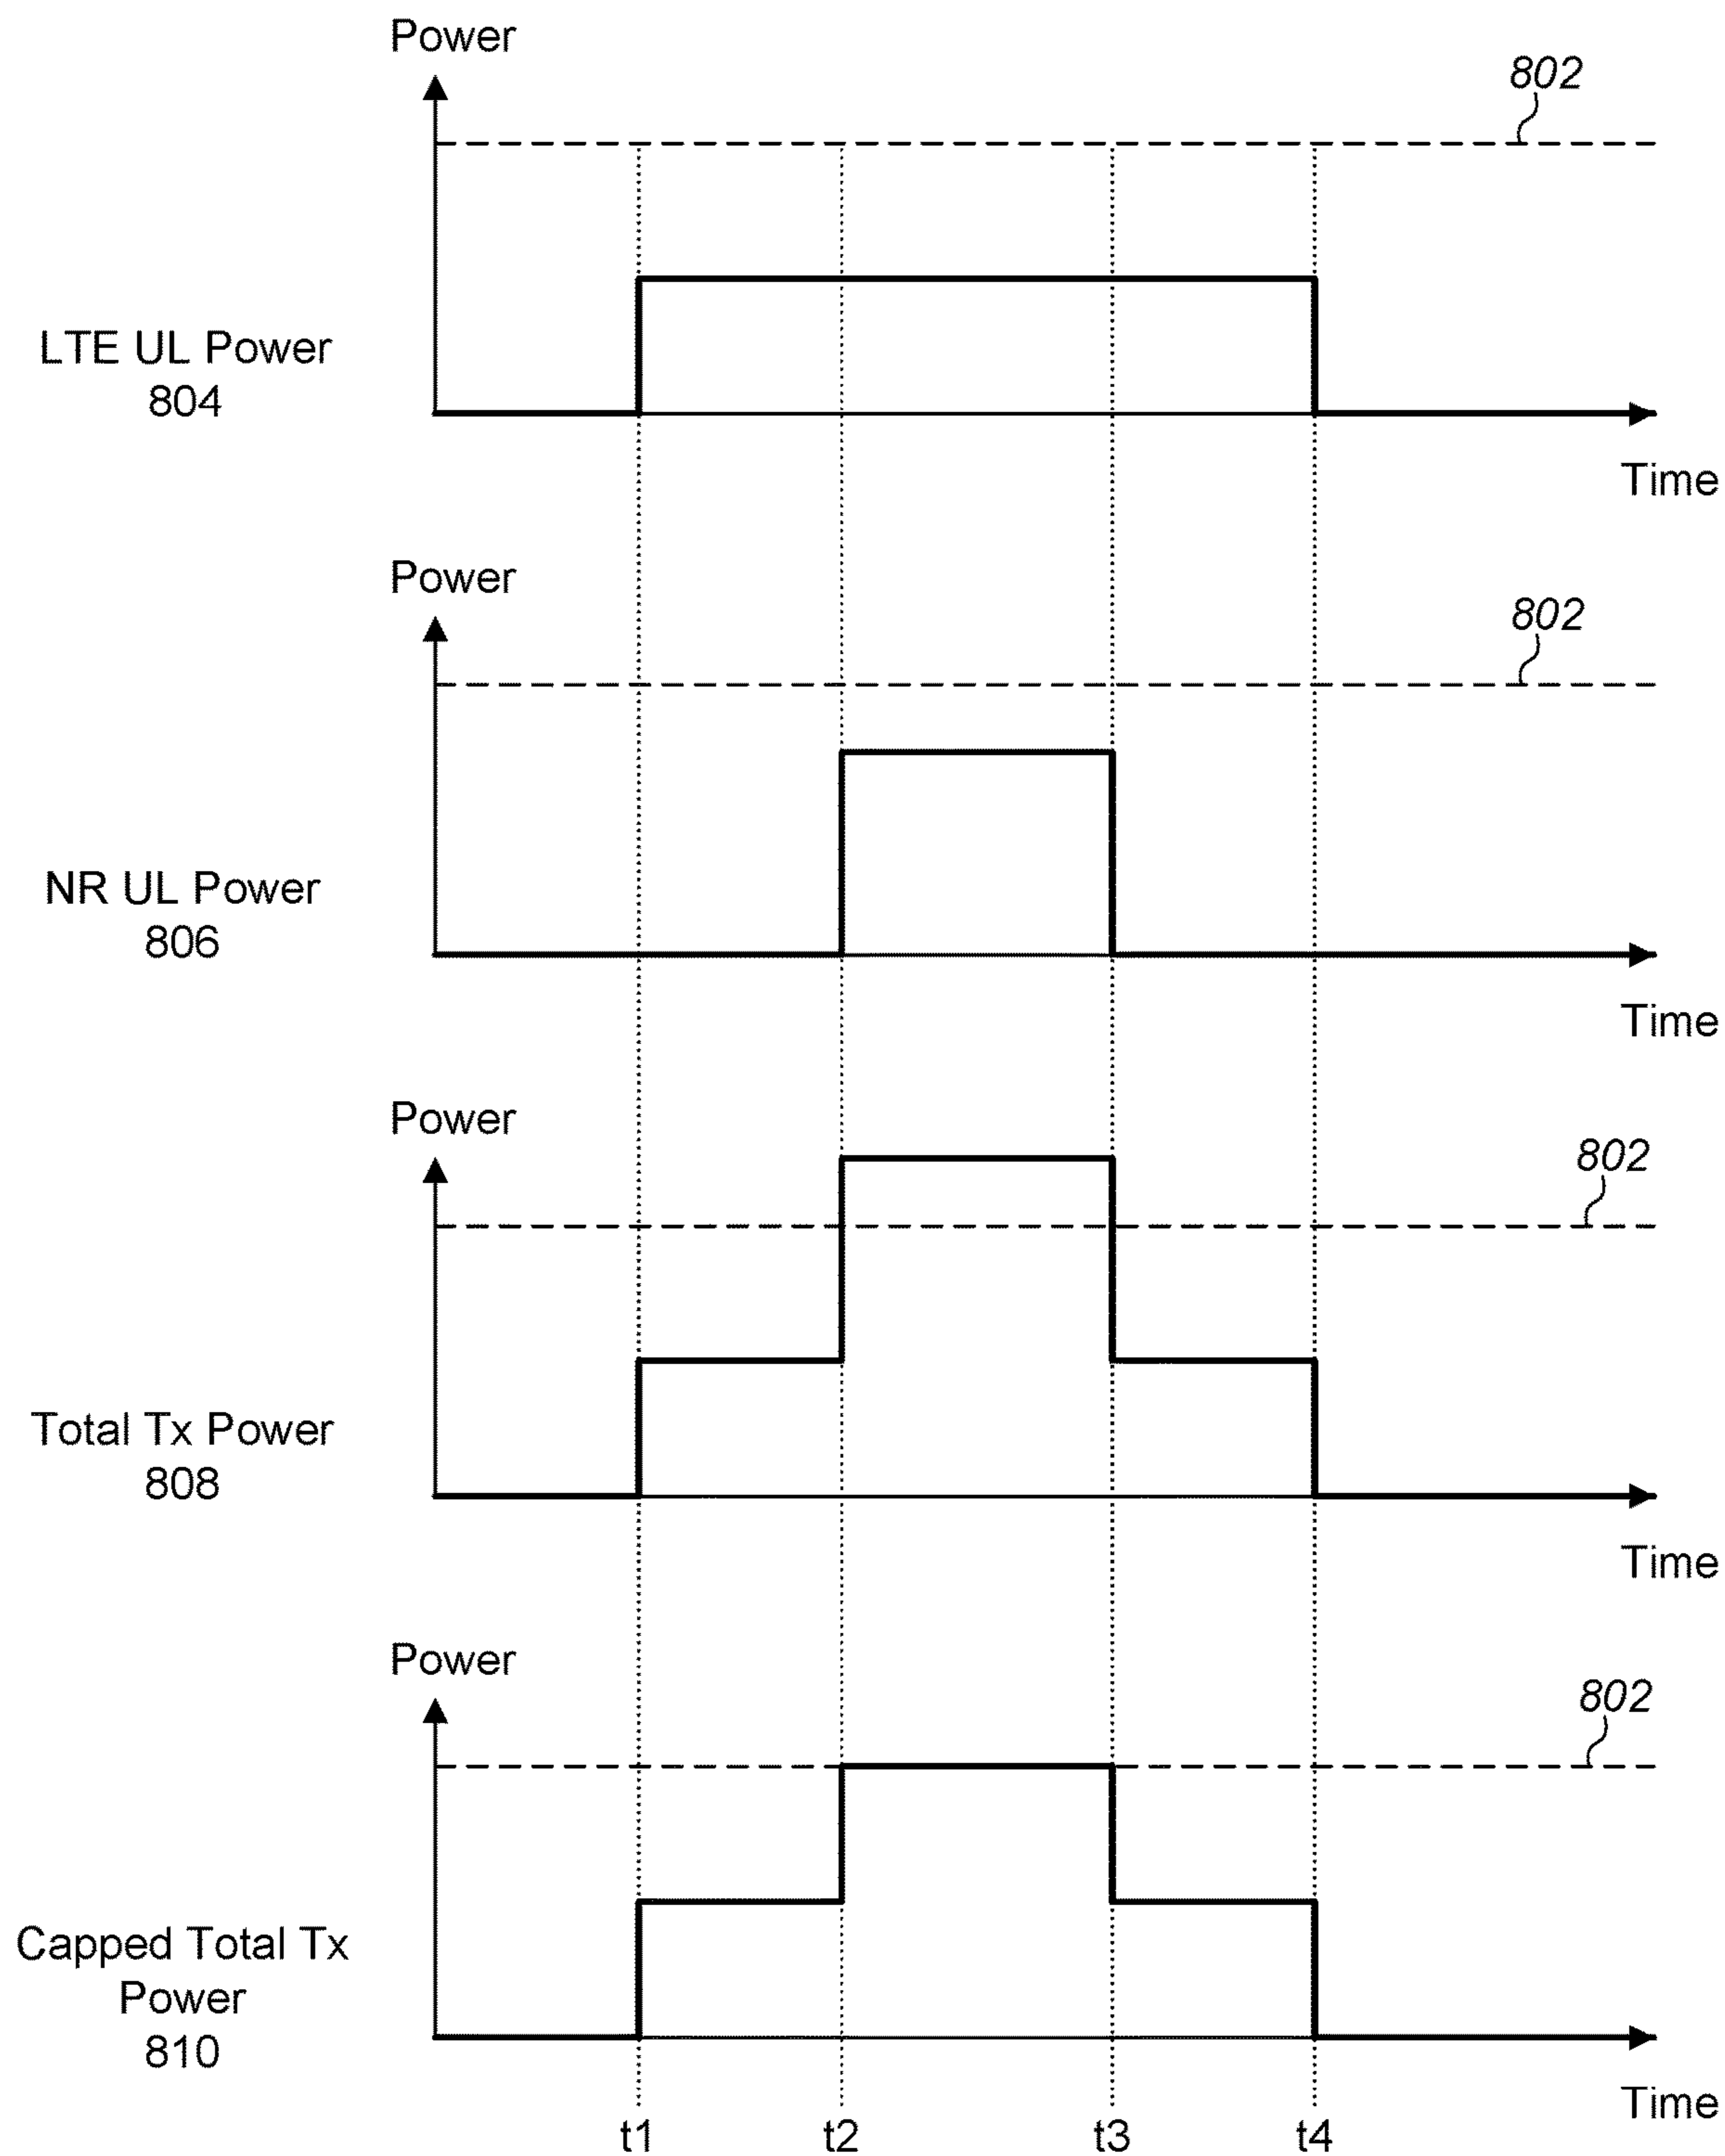 Power
802
LTE UL Power
804
Time
Power
802
NR UL Power
806
Time
Power
802
Total Tx Power
808
Time
Power
802
Capped Total Tx
Power
810
Time
t1 t2 t3 t4